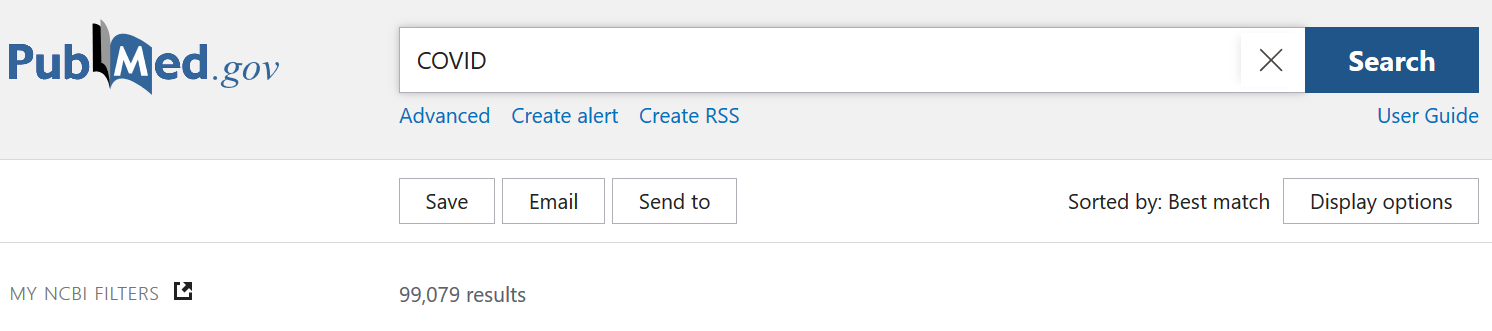 PubMed.gov
COVID
Search
Advanced Create alert Create RSS User Guide
Save Email Send to Sorted by: Best match Display options
MY NCBI FILTERS 99,079 results